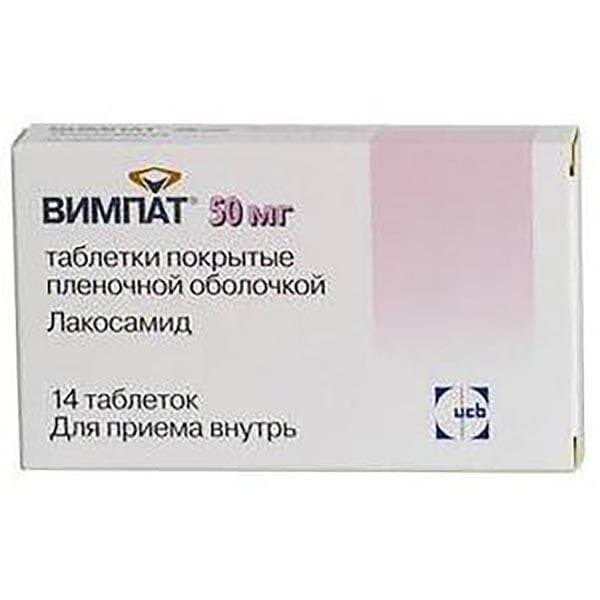 ВИМПАТ® 50 мг
таблетки покрытые
пленочной оболочкой
Лакосамид
14 таблеток
Для приема внутрь
ucb